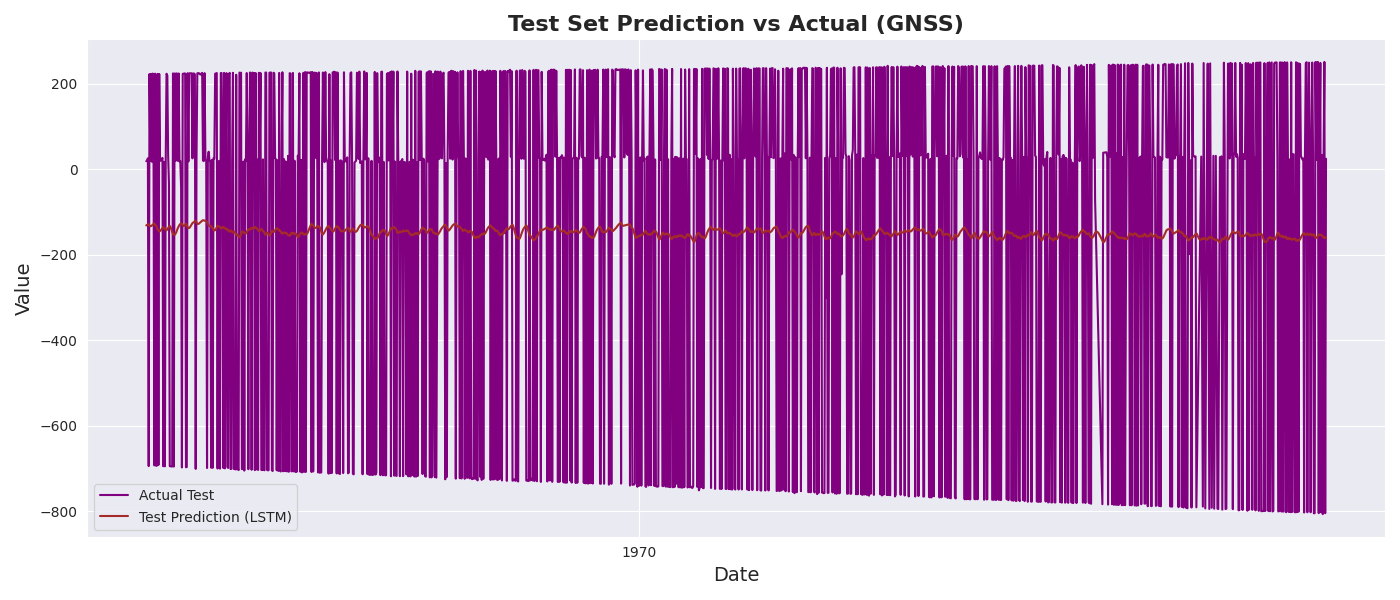 Test Set Prediction vs Actual (GNSS)
Value
200
0
−200
−400
−600
−800
Actual Test
Test Prediction (LSTM)
1970
Date